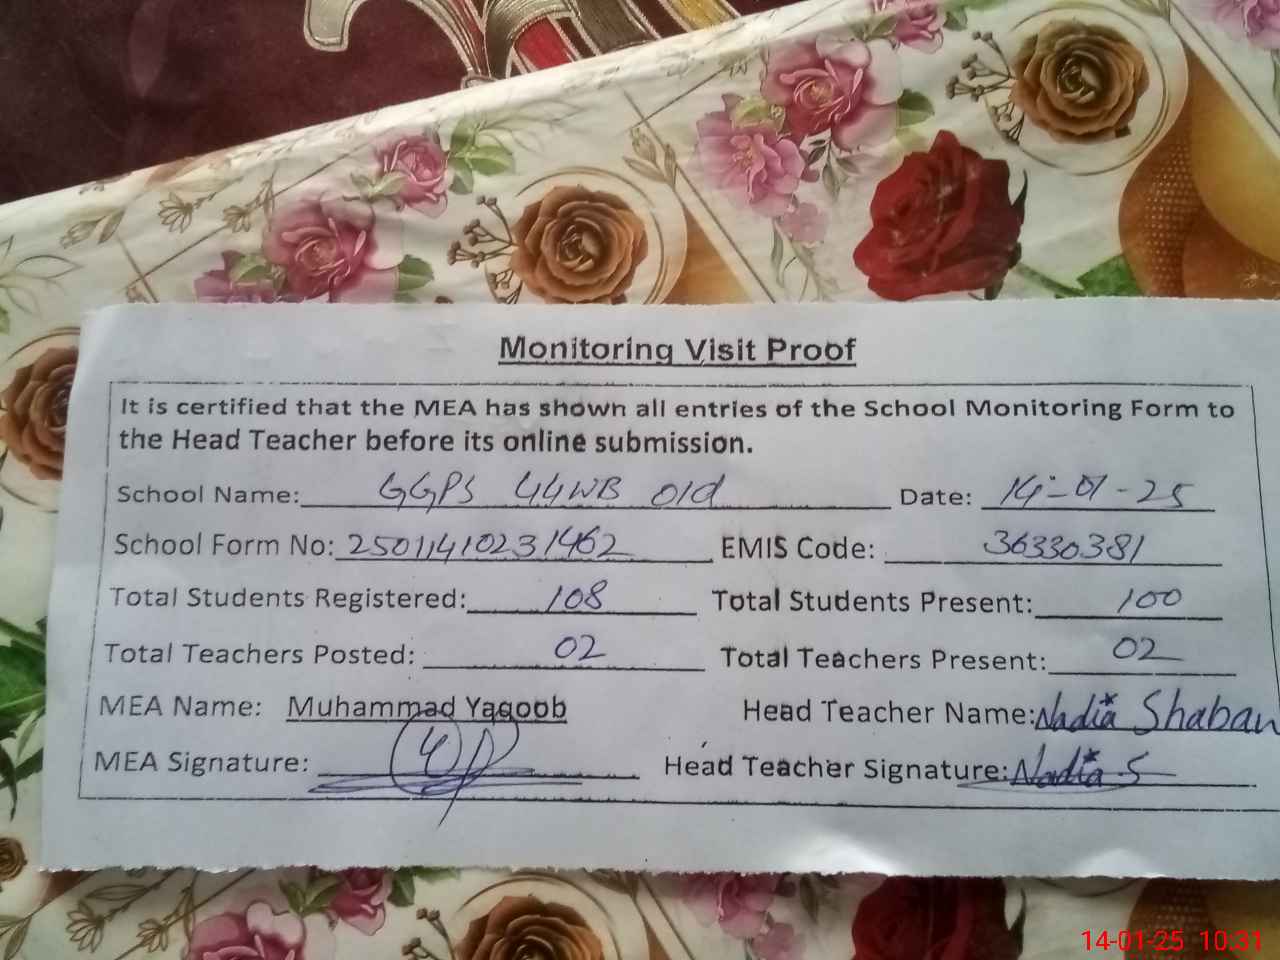 Monitoring Visit Proof
It is certified that the MEA has shown all entries of the School Monitoring Form to
the Head Teacher before its online submission.
School Name: GGPS 44WB old Date: 14-01-25
School Form No: 25011410231462 EMIS Code: 36330381
Total Students Registered: 108 Total Students Present: 100
Total Teachers Posted: 02 Total Teachers Present: 02
MEA Name: Muhammad Yaqoob Head Teacher Name: Nadia Shaban
MEA Signature: Head Teacher Signature: Nadia S
14-01-25 10:31